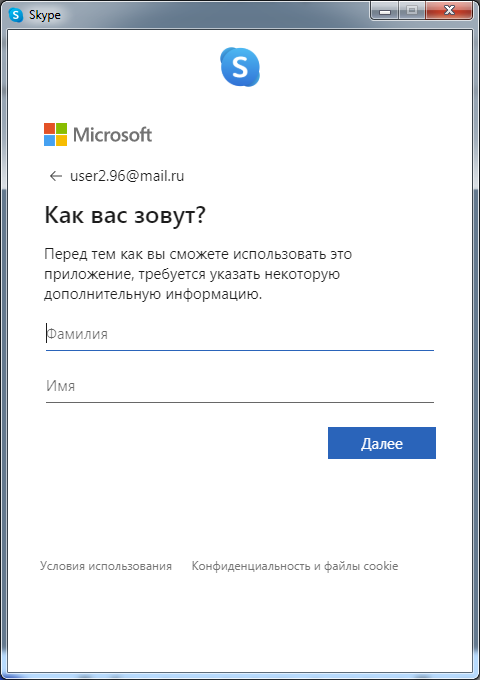 Skype
S
Microsoft
← user2.96@mail.ru
Как вас зовут?
Перед тем как вы сможете использовать это
приложение, требуется указать некоторую
дополнительную информацию.
Фамилия
Имя
Далее
Условия использования Конфиденциальность и файлы cookie